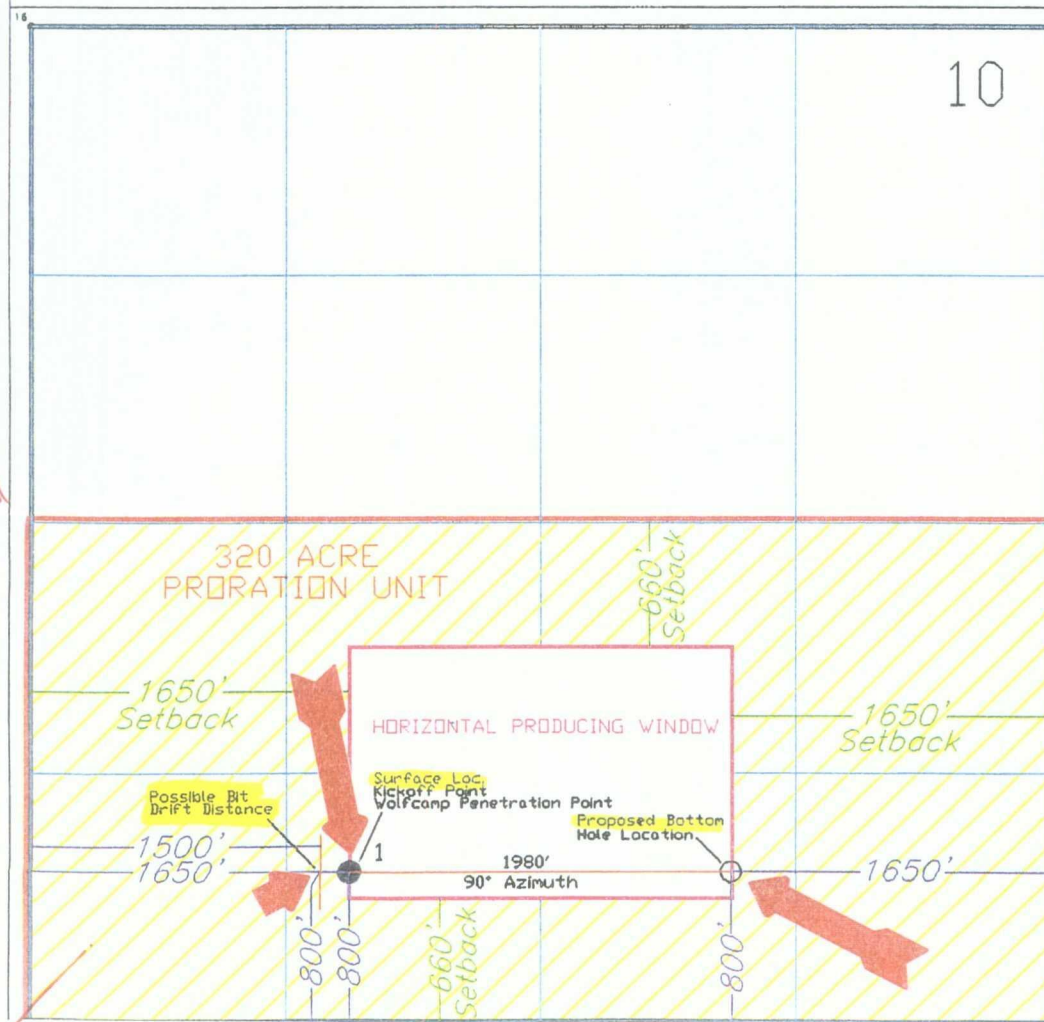 16
10
320 ACRE
PRORATION UNIT
660'
Setback
1650'
Setback
HORIZONTAL PRODUCING WINDOW
1650'
Setback
Possible Bit
Drift Distance
Surface Loc.
Kickoff Point
Wolfcamp Penetration Point
Proposed Bottom
Hole Location
1500'
1650'
1
1980'
90° Azimuth
1650'
800'
800'
660'
Setback
800'